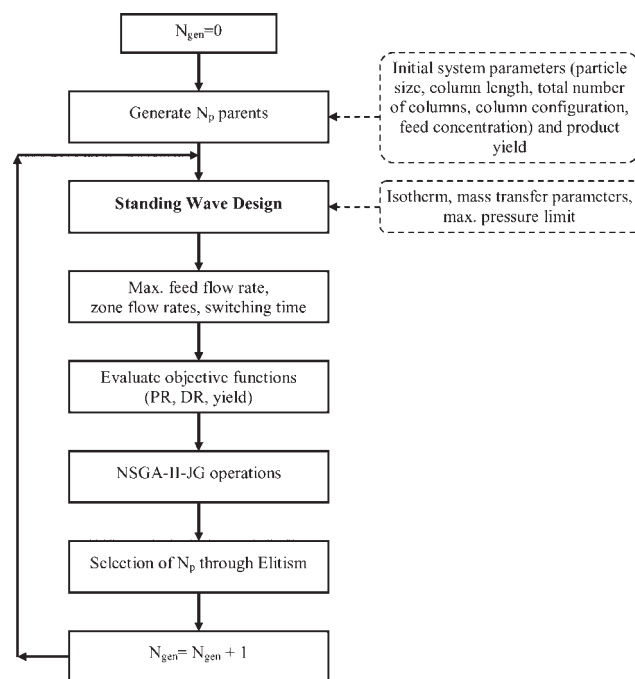 N_gen=0
Initial system parameters (particle
size, column length, total number
of columns, column configuration,
feed concentration) and product
yield
Generate N_p parents
Standing Wave Design
Isotherm, mass transfer parameters,
max. pressure limit
Max. feed flow rate,
zone flow rates, switching time
Evaluate objective functions
(PR, DR, yield)
NSGA-II-JG operations
Selection of N_p through Elitism
N_gen= N_gen + 1